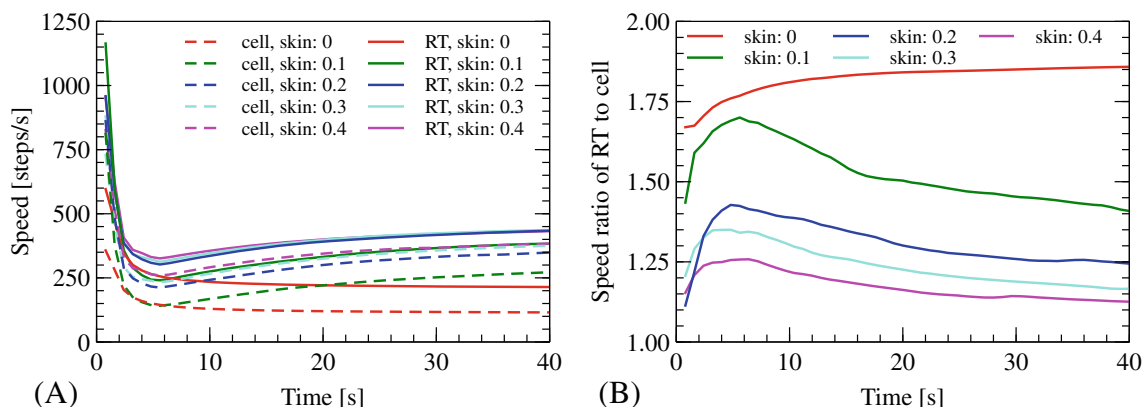 1250
1000
750
500
250
0
Speed [steps/s]
cell, skin: 0
cell, skin: 0.1
cell, skin: 0.2
cell, skin: 0.3
cell, skin: 0.4
RT, skin: 0
RT, skin: 0.1
RT, skin: 0.2
RT, skin: 0.3
RT, skin: 0.4
0 10 20 30 40
Time [s]
(A)
2.00
1.75
1.50
1.25
1.00
Speed ratio of RT to cell
skin: 0
skin: 0.1
skin: 0.2
skin: 0.3
skin: 0.4
0 10 20 30 40
Time [s]
(B)